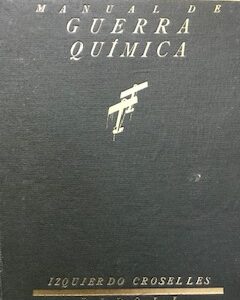 MANUAL DE
GUERRA
QUÍMICA
IZQUIERDO CROSELLES